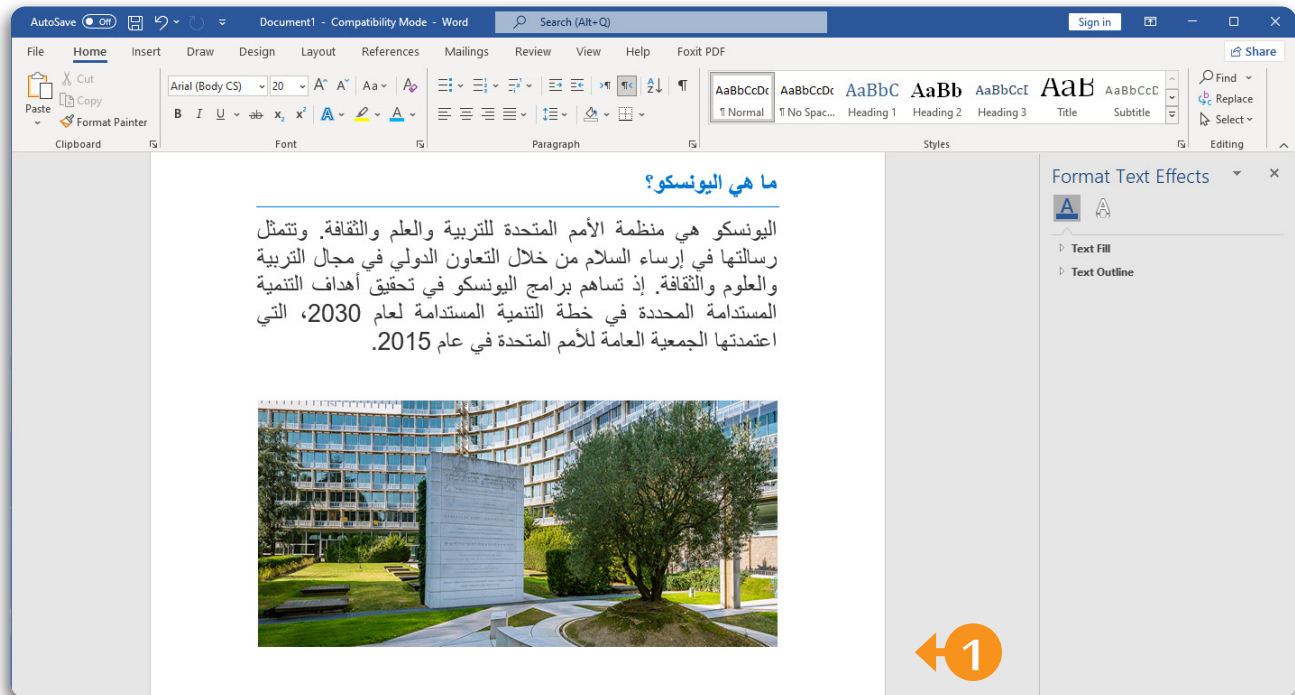 AutoSave Off Document1 - Compatibility Mode - Word Search (Alt+Q) Sign in
File Home Insert Draw Design Layout References Mailings Review View Help Foxit PDF Share
Paste
Cut
Copy
Format Painter
Clipboard
Arial (Body CS) 20 A^ A˅ Aa A
B I U ab x₂ x² A A
Font
Paragraph
AaBbCcDc AaBbCcDc AaBbC AaBb AaBbCcI AaB AaBbCcD
¶ Normal ¶ No Spac... Heading 1 Heading 2 Heading 3 Title Subtitle
Styles
Find
Replace
Select
Editing
ما هي اليونسكو؟
اليونسكو هي منظمة الأمم المتحدة للتربية والعلم والثقافة. وتتمثل
رسالتها في إرساء السلام من خلال التعاون الدولي في مجال التربية
والعلوم والثقافة. إذ تساهم برامج اليونسكو في تحقيق أهداف التنمية
المستدامة المحددة في خطة التنمية المستدامة لعام 2030، التي
اعتمدتها الجمعية العامة للأمم المتحدة في عام 2015.
Format Text Effects
Text Fill
Text Outline
1